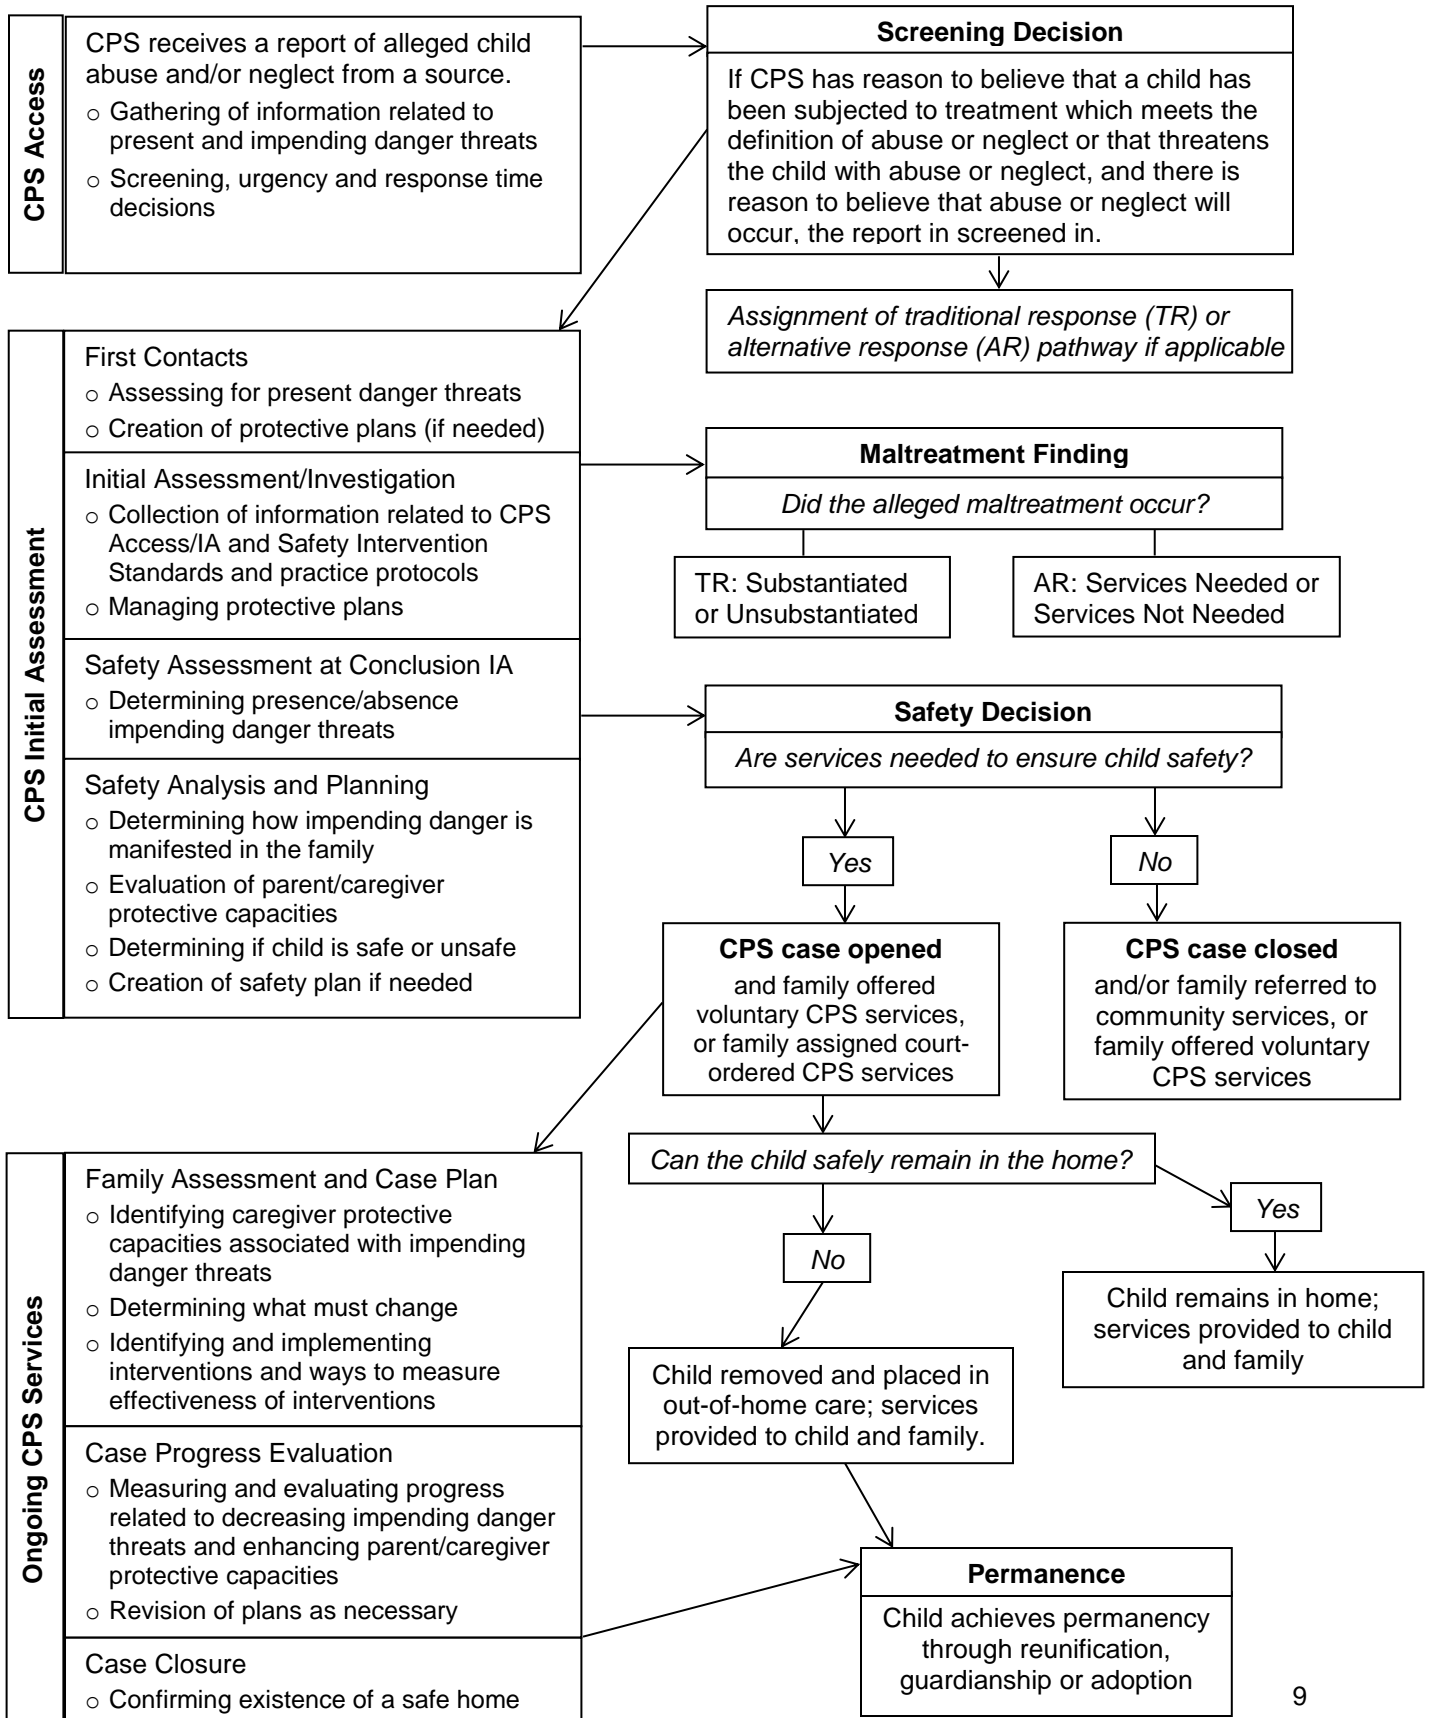 CPS Access
CPS receives a report of alleged child
abuse and/or neglect from a source.
o Gathering of information related to
present and impending danger threats
o Screening, urgency and response time
decisions
Screening Decision
If CPS has reason to believe that a child has
been subjected to treatment which meets the
definition of abuse or neglect or that threatens
the child with abuse or neglect, and there is
reason to believe that abuse or neglect will
occur, the report in screened in.
Assignment of traditional response (TR) or
alternative response (AR) pathway if applicable
CPS Initial Assessment
First Contacts
o Assessing for present danger threats
o Creation of protective plans (if needed)
Initial Assessment/Investigation
o Collection of information related to CPS
Access/IA and Safety Intervention
Standards and practice protocols
o Managing protective plans
Safety Assessment at Conclusion IA
o Determining presence/absence
impending danger threats
Safety Analysis and Planning
o Determining how impending danger is
manifested in the family
o Evaluation of parent/caregiver
protective capacities
o Determining if child is safe or unsafe
o Creation of safety plan if needed
Maltreatment Finding
Did the alleged maltreatment occur?
TR: Substantiated
or Unsubstantiated
AR: Services Needed or
Services Not Needed
Safety Decision
Are services needed to ensure child safety?
Yes
No
CPS case opened
and family offered
voluntary CPS services,
or family assigned court-
ordered CPS services
CPS case closed
and/or family referred to
community services, or
family offered voluntary
CPS services
Can the child safely remain in the home?
Yes
No
Child remains in home;
services provided to child
and family
Child removed and placed in
out-of-home care; services
provided to child and family.
Ongoing CPS Services
Family Assessment and Case Plan
o Identifying caregiver protective
capacities associated with impending
danger threats
o Determining what must change
o Identifying and implementing
interventions and ways to measure
effectiveness of interventions
Case Progress Evaluation
o Measuring and evaluating progress
related to decreasing impending danger
threats and enhancing parent/caregiver
protective capacities
o Revision of plans as necessary
Case Closure
o Confirming existence of a safe home
Permanence
Child achieves permanency
through reunification,
guardianship or adoption
9